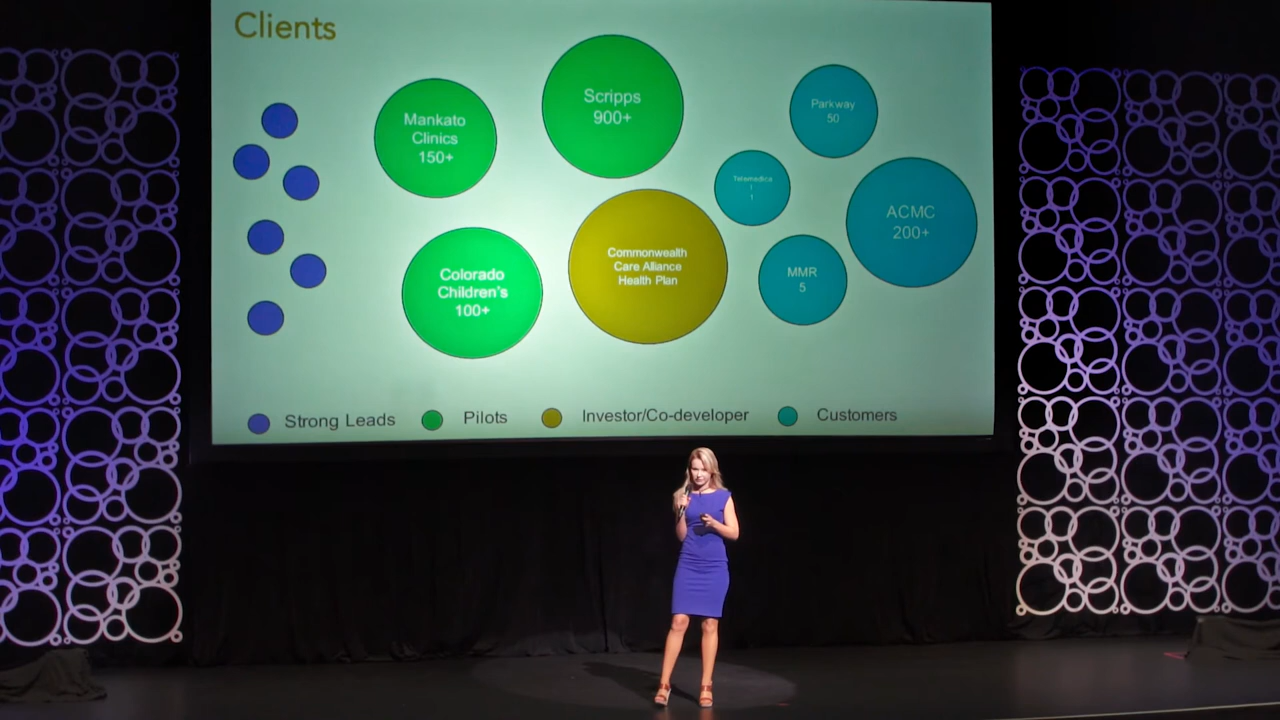 Clients
Mankato
Clinics
150+
Scripps
900+
Parkway
50
1
ACMC
200+
Colorado
Children's
100+
Commonwealth
Care Alliance
Health Plan
MMR
5
Strong Leads
Pilots
Investor/Co-developer
Customers